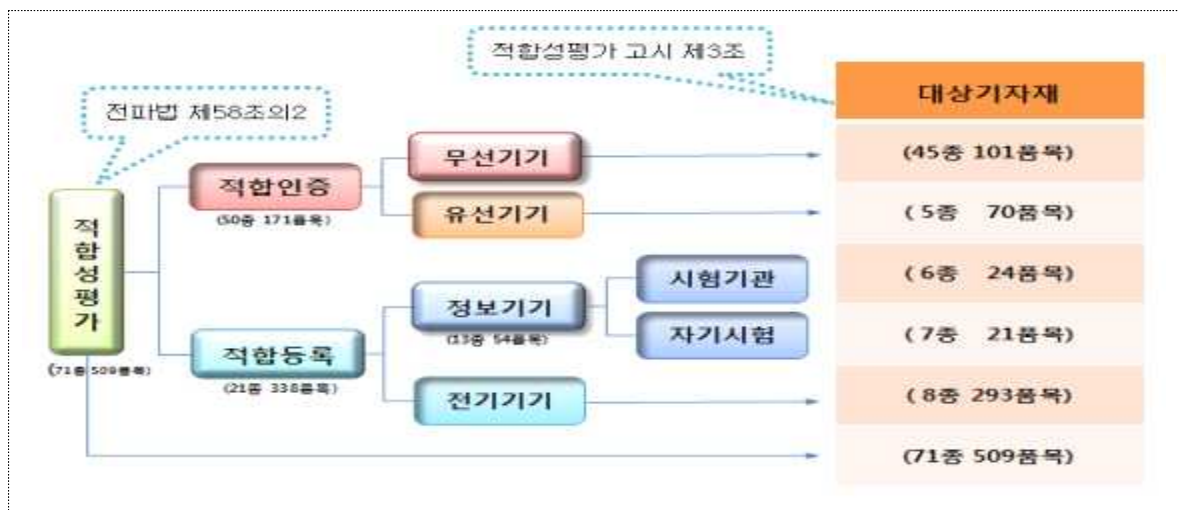 적합성평가 고시 제3조
대상기자재
전파법 제58조의2
무선기기
(45종 101품목)
적합인증
(50종 171품목)
유선기기
( 5종 70품목)
적합성평가
(71종 509품목)
시험기관
( 6종 24품목)
정보기기
(13종 54품목)
자기시험
( 7종 21품목)
적합등록
(21종 338품목)
전기기기
( 8종 293품목)
(71종 509품목)